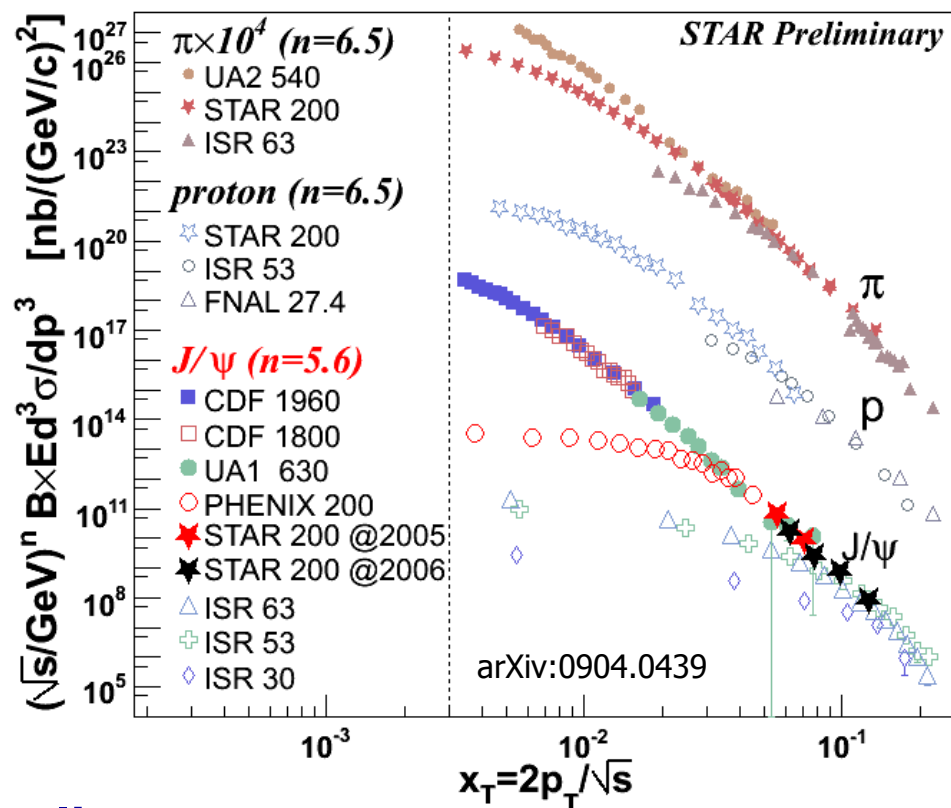 (√s/GeV)ⁿ B×Ed³σ/dp³ [nb/(GeV/c)²]
10²⁷
10²⁶
10²³
10²⁰
10¹⁷
10¹⁴
10¹¹
10⁸
10⁵
STAR Preliminary
π×10⁴ (n=6.5)
UA2 540
STAR 200
ISR 63
proton (n=6.5)
STAR 200
ISR 53
FNAL 27.4
J/ψ (n=5.6)
CDF 1960
CDF 1800
UA1 630
PHENIX 200
STAR 200 @2005
STAR 200 @2006
ISR 63
ISR 53
ISR 30
π
p
J/ψ
arXiv:0904.0439
10⁻³ 10⁻² 10⁻¹
x_T=2p_T/√s